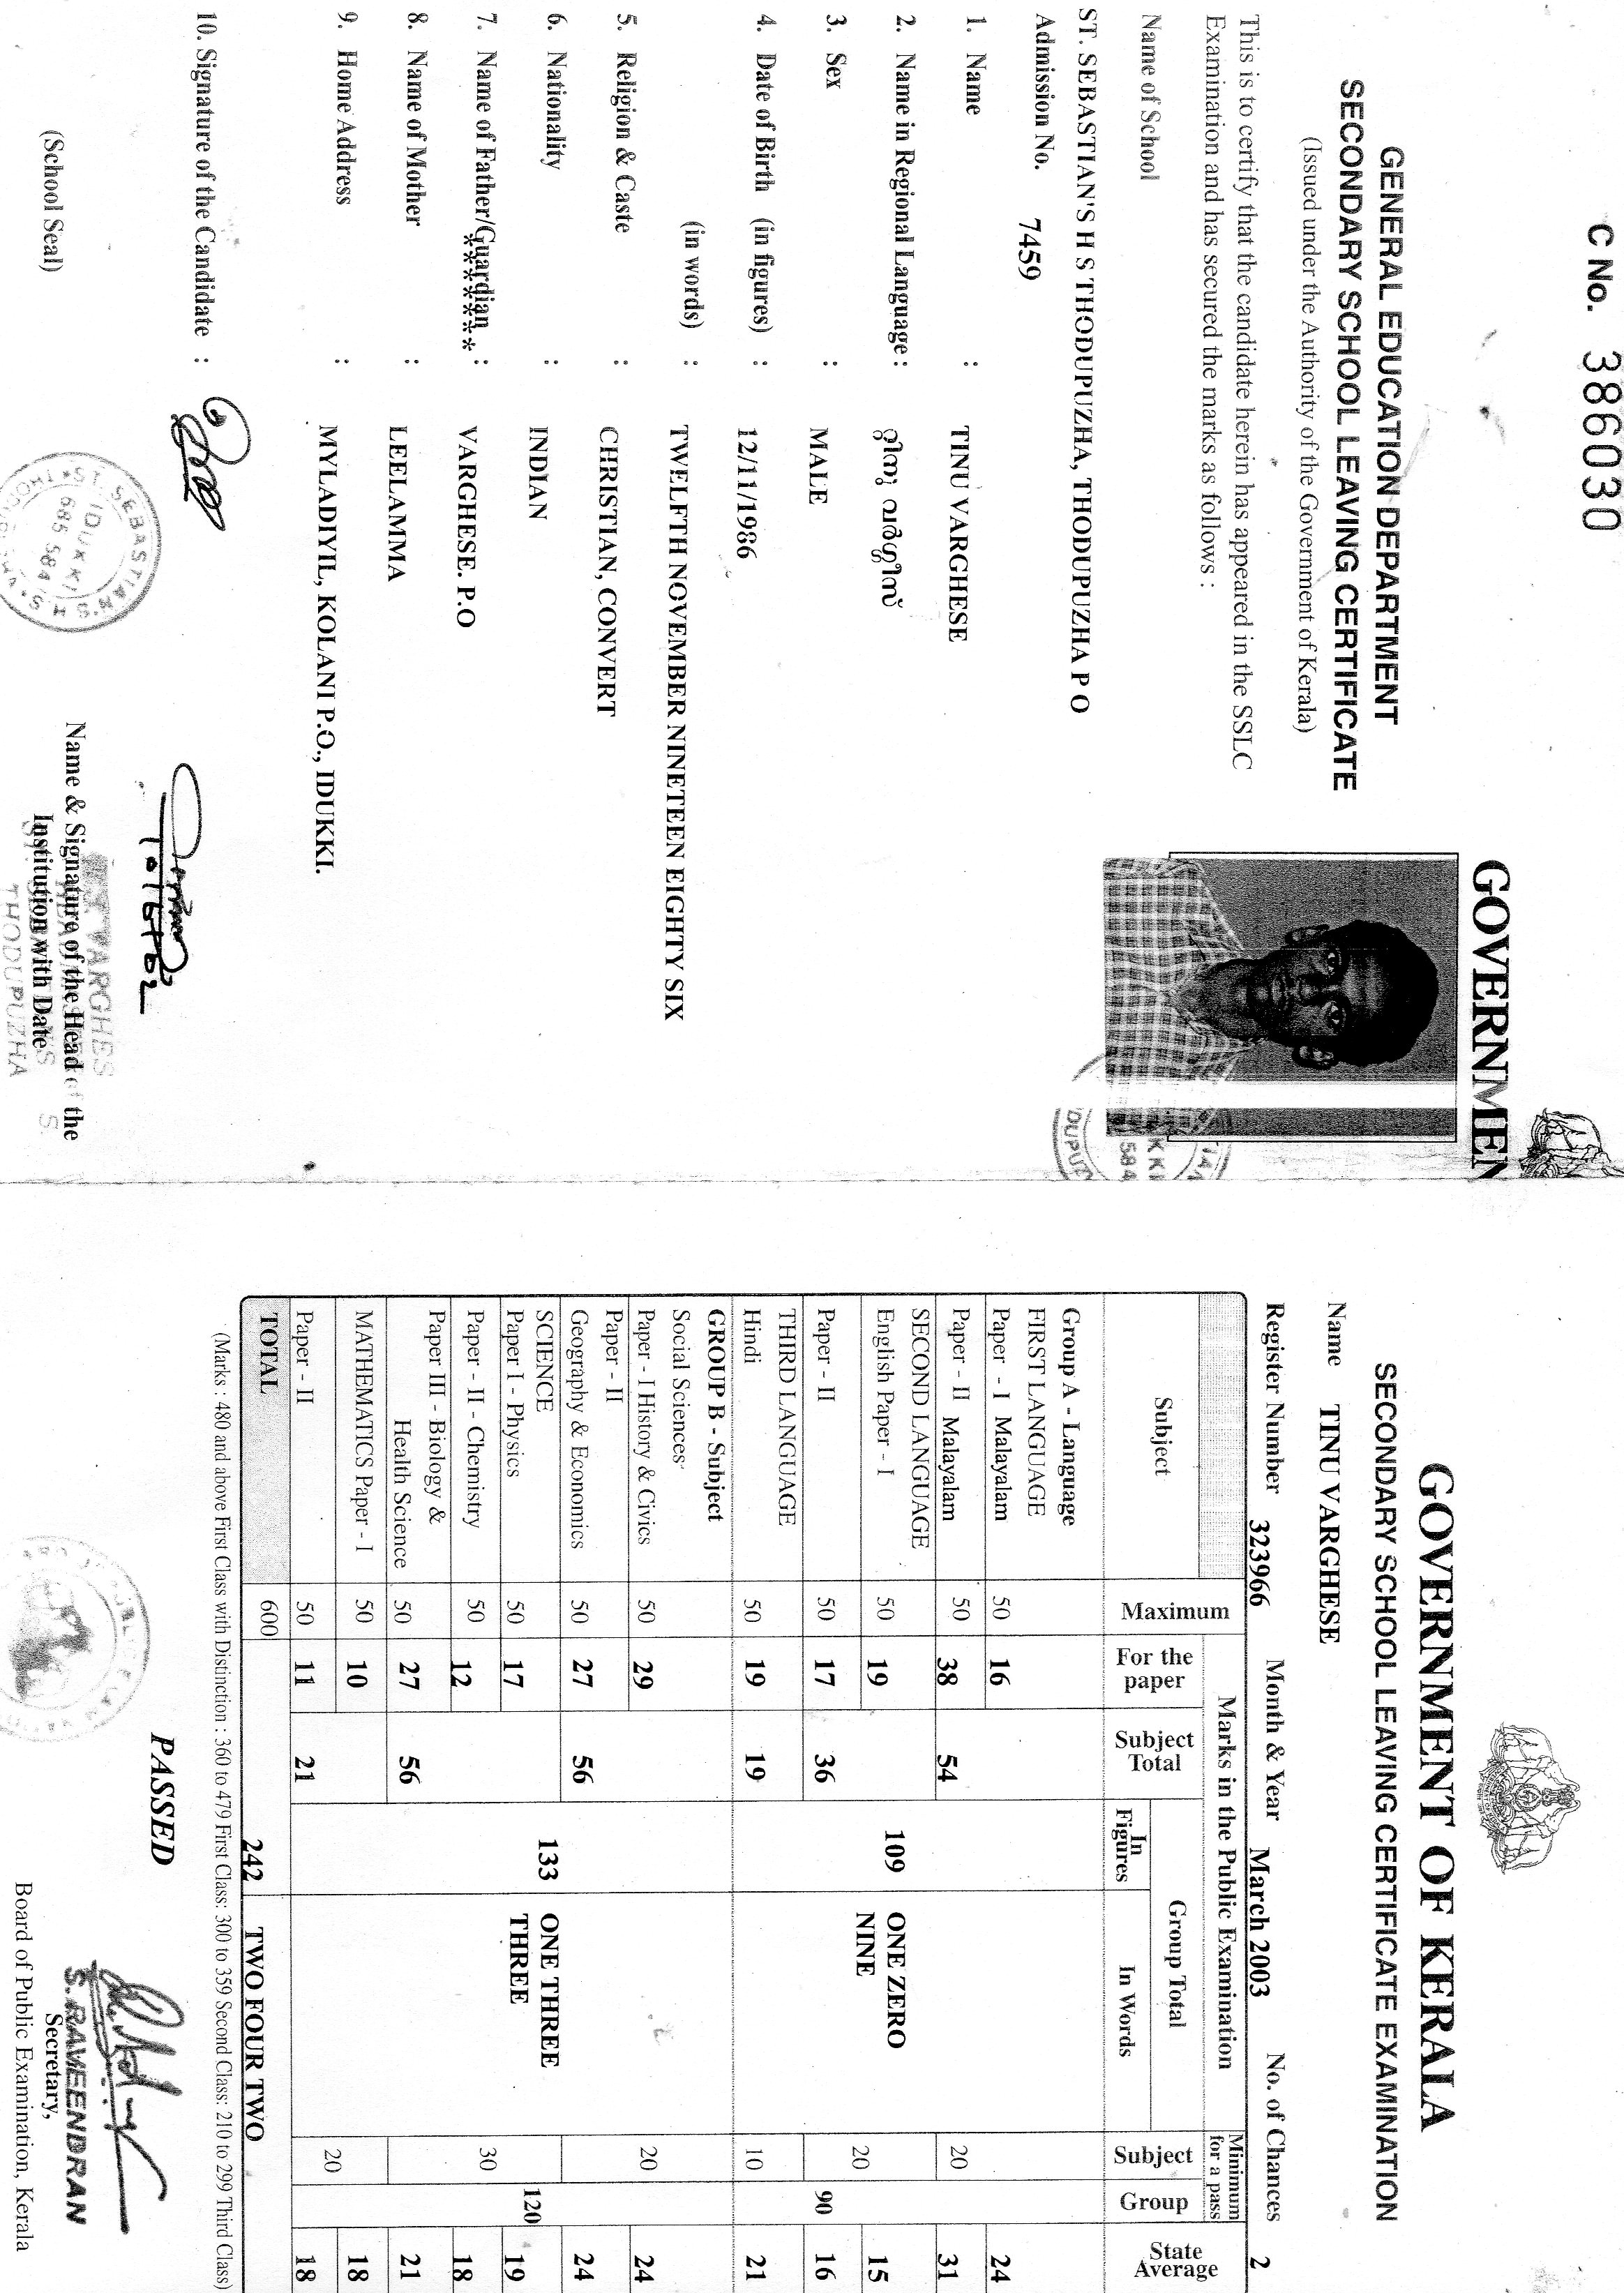 C No. 386030
GOVERNMEN
GENERAL EDUCATION DEPARTMENT
SECONDARY SCHOOL LEAVING CERTIFICATE
(Issued under the Authority of the Government of Kerala)
This is to certify that the candidate herein has appeared in the SSLC
Examination and has secured the marks as follows :
Name of School
ST. SEBASTIAN'S H S THODUPUZHA, THODUPUZHA P O
Admission No. 7459
1. Name : TINU VARGHESE
2. Name in Regional Language : റ്റിനു വർഗ്ഗീസ്
3. Sex : MALE
4. Date of Birth (in figures) : 12/11/1986
(in words) : TWELFTH NOVEMBER NINETEEN EIGHTY SIX
5. Religion & Caste : CHRISTIAN, CONVERT
6. Nationality : INDIAN
7. Name of Father/Guardian : VARGHESE. P.O
********
8. Name of Mother : LEELAMMA
9. Home Address : MYLADIYIL, KOLANI P.O., IDUKKI.
10. Signature of the Candidate :
(School Seal)
ST. SEBASTIAN'S H.S
IDUKKI
685 584
Name & Signature of the Head of the
Institution with Date
VARGHES
THODUPUZHA
GOVERNMENT OF KERALA
SECONDARY SCHOOL LEAVING CERTIFICATE EXAMINATION
Name TINU VARGHESE
Register Number 323966 Month & Year March 2003 No. of Chances 2
Subject Marks in the Public Examination Minimum for a pass State Average
Maximum For the paper Subject Total Group Total Subject Group
In Figures In Words
Group A - Language
FIRST LANGUAGE
Paper - I Malayalam 50 16 24
Paper - II Malayalam 50 38 54 20 31
SECOND LANGUAGE
English Paper - I 50 19 109 ONE ZERO NINE 20 15
Paper - II 50 17 36 90 16
THIRD LANGUAGE
Hindi 50 19 19 10 21
GROUP B - Subject
Social Sciences
Paper - I History & Civics 50 29 20 24
Paper - II
Geography & Economics 50 27 56 24
SCIENCE
Paper I - Physics 50 17 133 ONE THREE THREE 120 19
Paper - II - Chemistry 50 12 30 18
Paper III - Biology &
Health Science 50 27 56 21
MATHEMATICS Paper - I 50 10 20 18
Paper - II 50 11 21 18
TOTAL 600 242 TWO FOUR TWO
(Marks : 480 and above First Class with Distinction : 360 to 479 First Class: 300 to 359 Second Class: 210 to 299 Third Class)
PASSED
S. RAVEENDRAN
Secretary,
Board of Public Examination, Kerala